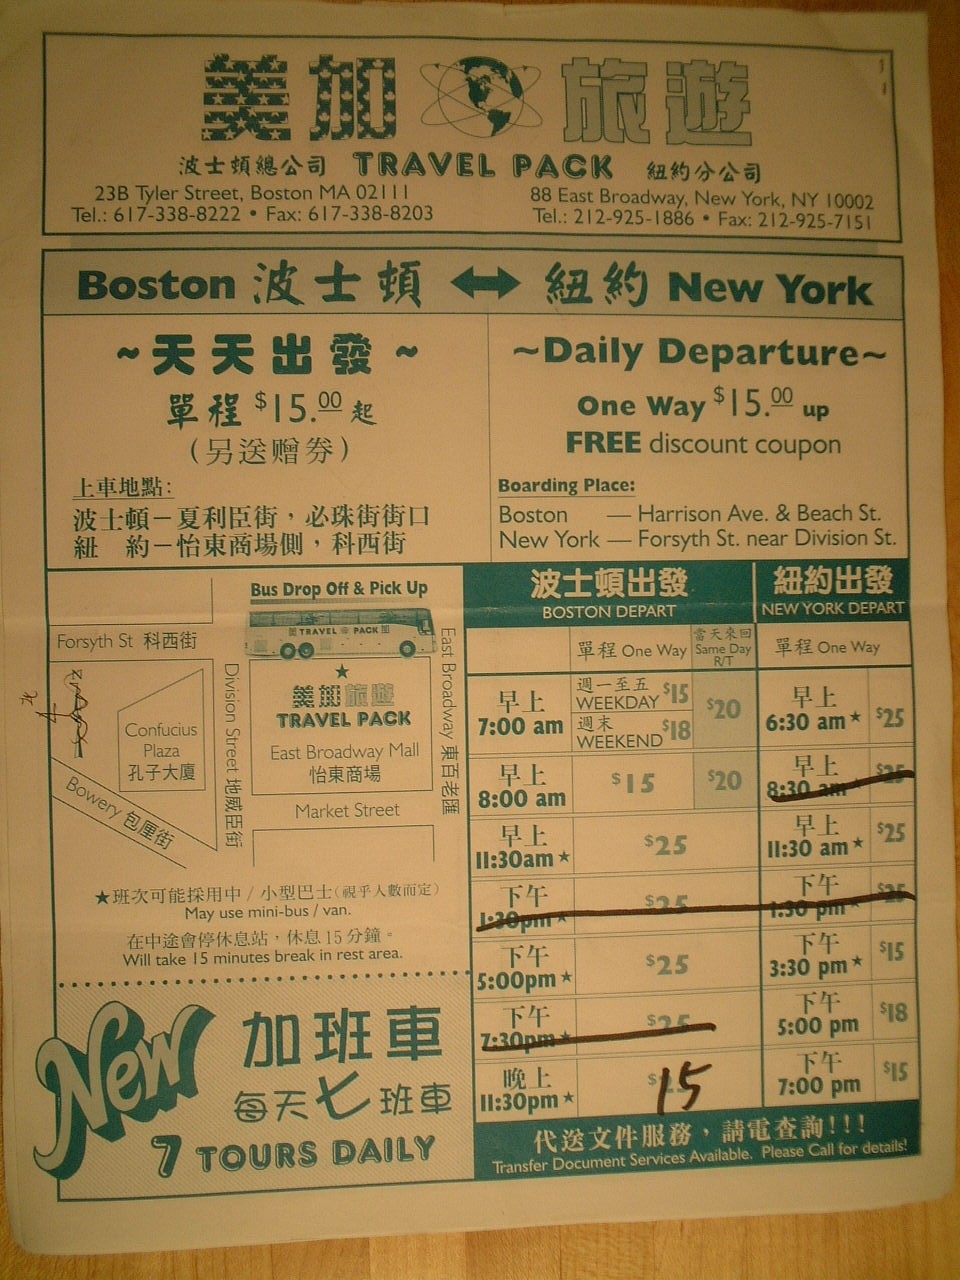 美加旅遊
波士頓總公司 TRAVEL PACK 紐約分公司
23B Tyler Street, Boston MA 02111
Tel.: 617-338-8222 • Fax: 617-338-8203
88 East Broadway, New York, NY 10002
Tel.: 212-925-1886 • Fax: 212-925-7151
Boston 波士頓 ↔ 紐約 New York
~天天出發~
單程 $15.00 起
(另送赠券)
上車地點:
波士頓－夏利臣街，必珠街街口
紐 約－怡東商場側，科西街
~Daily Departure~
One Way $15.00 up
FREE discount coupon
Boarding Place:
Boston — Harrison Ave. & Beach St.
New York — Forsyth St. near Division St.
Bus Drop Off & Pick Up
TRAVEL PACK
Forsyth St 科西街
Division Street 地威臣街
East Broadway 東百老匯
★
美加旅遊
TRAVEL PACK
East Broadway Mall
怡東商場
Confucius
Plaza
孔子大廈
Bowery 包厘街
Market Street
N
北
★班次可能採用中 / 小型巴士(視乎人數而定)
May use mini-bus / van.
在中途會停休息站，休息 15 分鐘。
Will take 15 minutes break in rest area.
New
加班車
每天七班車
7 TOURS DAILY
波士頓出發
BOSTON DEPART
紐約出發
NEW YORK DEPART
單程 One Way
當天來回
Same Day
R/T
單程 One Way
早上
7:00 am
週一至五
WEEKDAY $15
週末
WEEKEND $18
$20
早上
6:30 am★
$25
早上
8:00 am
$15
$20
早上
8:30 am★
$25
早上
11:30am★
$25
早上
11:30 am★
$25
下午
1:30pm★
$25
下午
1:30 pm★
$25
下午
5:00pm★
$25
下午
3:30 pm★
$15
下午
7:30pm★
$25
下午
5:00 pm
$18
晚上
11:30pm★
$15
下午
7:00 pm
$15
代送文件服務，請電查詢!!!
Transfer Document Services Available. Please Call for details!